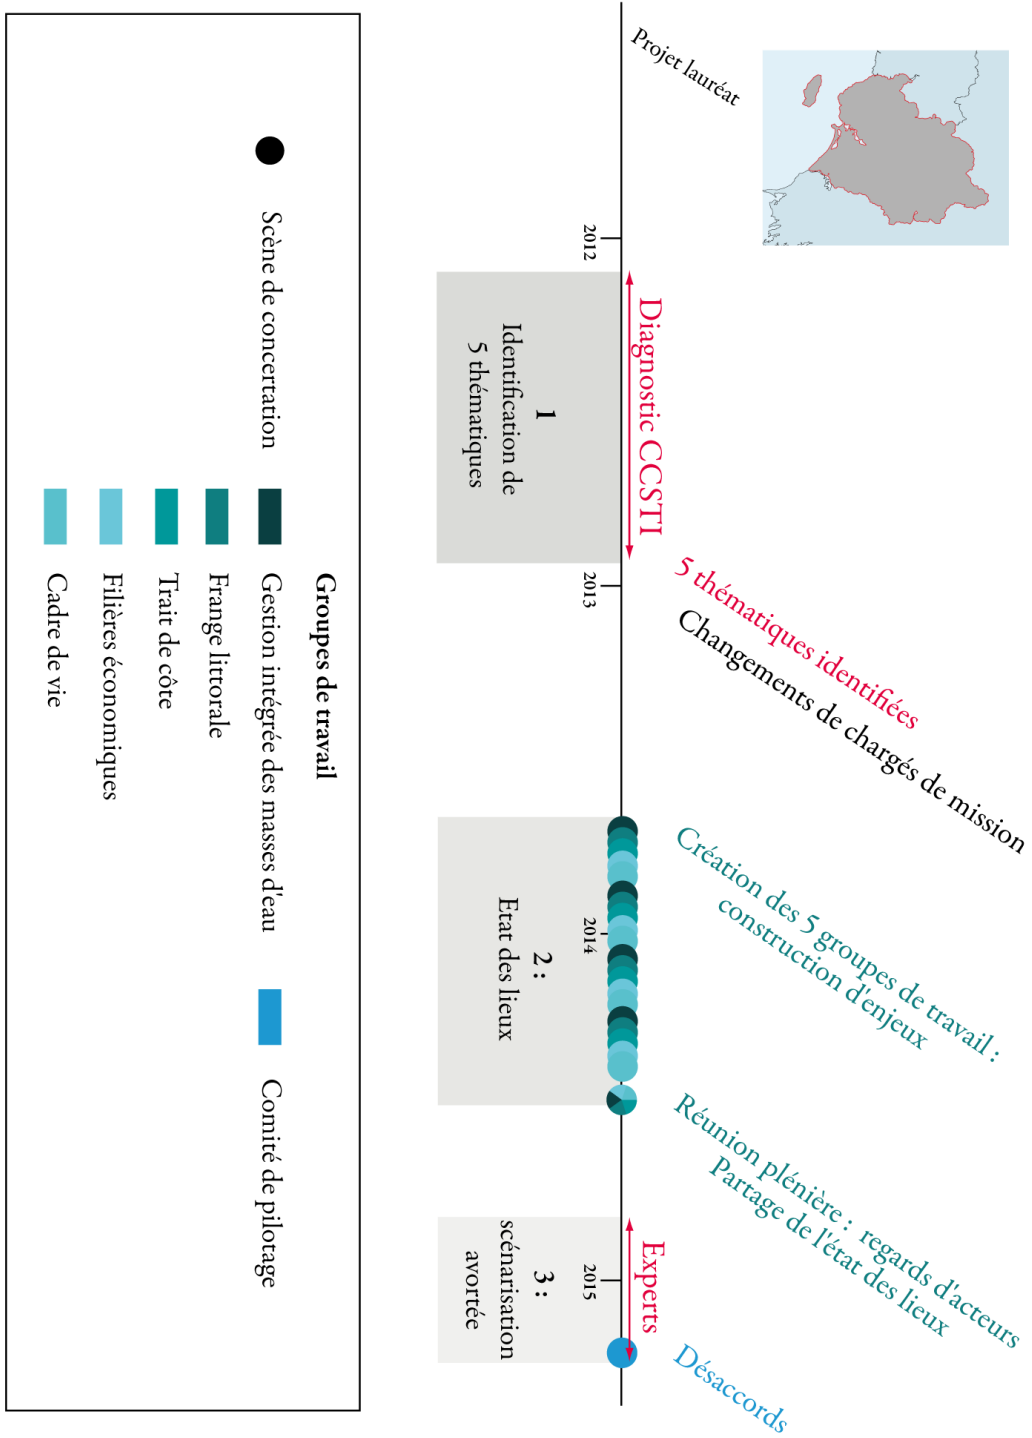 Projet lauréat
5 thématiques identifiées
Changements de chargés de mission
Création des 5 groupes de travail :
construction d'enjeux
Réunion plénière : regards d'acteurs
Partage de l'état des lieux
Désaccords
Diagnostic CCSTI
Experts
2012
2013
2014
2015
1
Identification de
5 thématiques
2 :
Etat des lieux
3 :
scénarisation
avortée
Groupes de travail
Scène de concertation
Gestion intégrée des masses d'eau
Comité de pilotage
Frange littorale
Trait de côte
Filières économiques
Cadre de vie